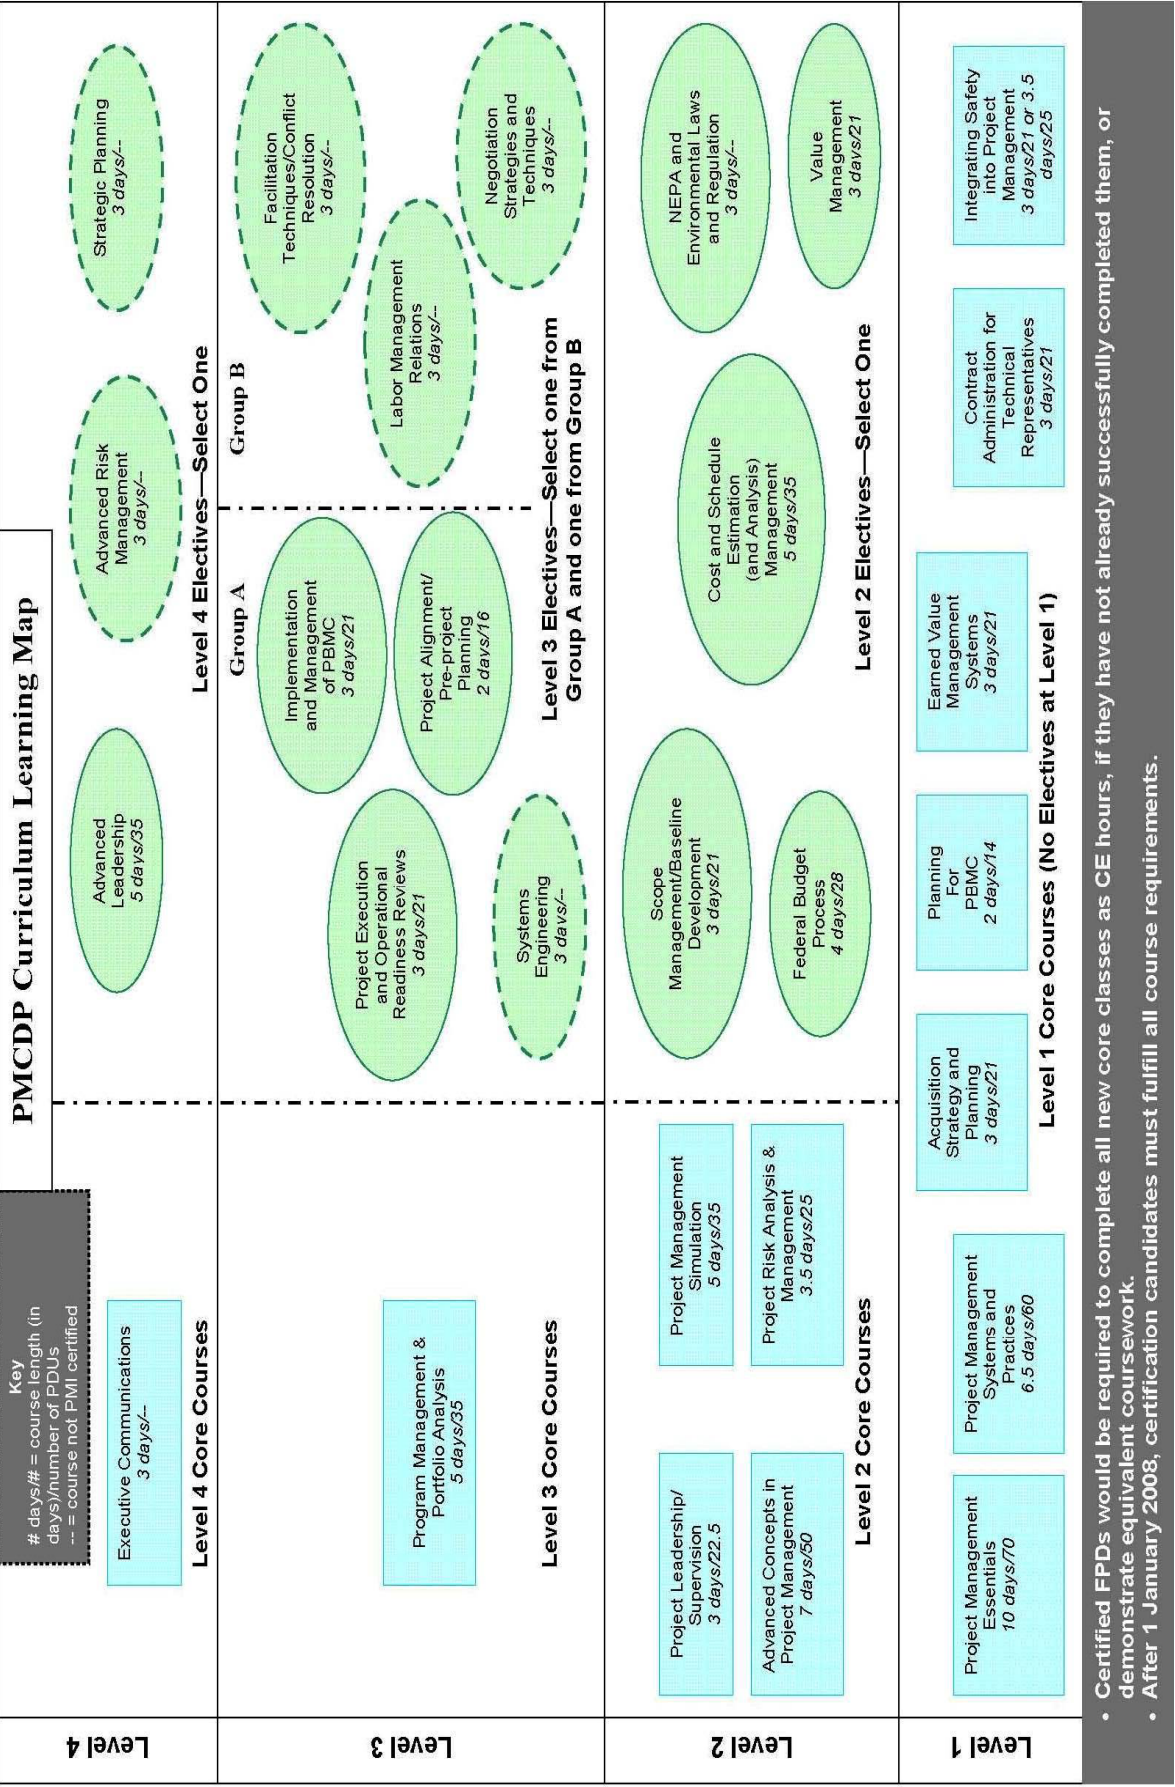 PMCDP Curriculum Learning Map
Key
# days/# = course length (in
days)/number of PDUs
-- = course not PMI certified
Level 4
Executive Communications
3 days/--
Level 4 Core Courses
Advanced
Leadership
5 days/35
Advanced Risk
Management
3 days/--
Strategic Planning
3 days/--
Level 4 Electives—Select One
Level 3
Program Management &
Portfolio Analysis
5 days/35
Level 3 Core Courses
Project Execution
and Operational
Readiness Reviews
3 days/21
Systems
Engineering
3 days/--
Group A
Implementation
and Management
of PBMC
3 days/21
Project Alignment/
Pre-project
Planning
2 days/16
Group B
Facilitation
Techniques/Conflict
Resolution
3 days/--
Labor Management
Relations
3 days/--
Negotiation
Strategies and
Techniques
3 days/--
Level 3 Electives—Select one from
Group A and one from Group B
Level 2
Project Leadership/
Supervision
3 days/22.5
Project Management
Simulation
5 days/35
Advanced Concepts in
Project Management
7 days/50
Project Risk Analysis &
Management
3.5 days/25
Level 2 Core Courses
Scope
Management/Baseline
Development
3 days/21
Federal Budget
Process
4 days/28
Cost and Schedule
Estimation
(and Analysis)
Management
5 days/35
NEPA and
Environmental Laws
and Regulation
3 days/--
Value
Management
3 days/21
Level 2 Electives—Select One
Level 1
Project Management
Essentials
10 days/70
Project Management
Systems and
Practices
6.5 days/60
Acquisition
Strategy and
Planning
3 days/21
Planning
For
PBMC
2 days/14
Earned Value
Management
Systems
3 days/21
Contract
Administration for
Technical
Representatives
3 days/21
Integrating Safety
into Project
Management
3 days/21 or 3.5
days/25
Level 1 Core Courses (No Electives at Level 1)
• Certified FPDs would be required to complete all new core classes as CE hours, if they have not already successfully completed them, or
demonstrate equivalent coursework.
• After 1 January 2008, certification candidates must fulfill all course requirements.